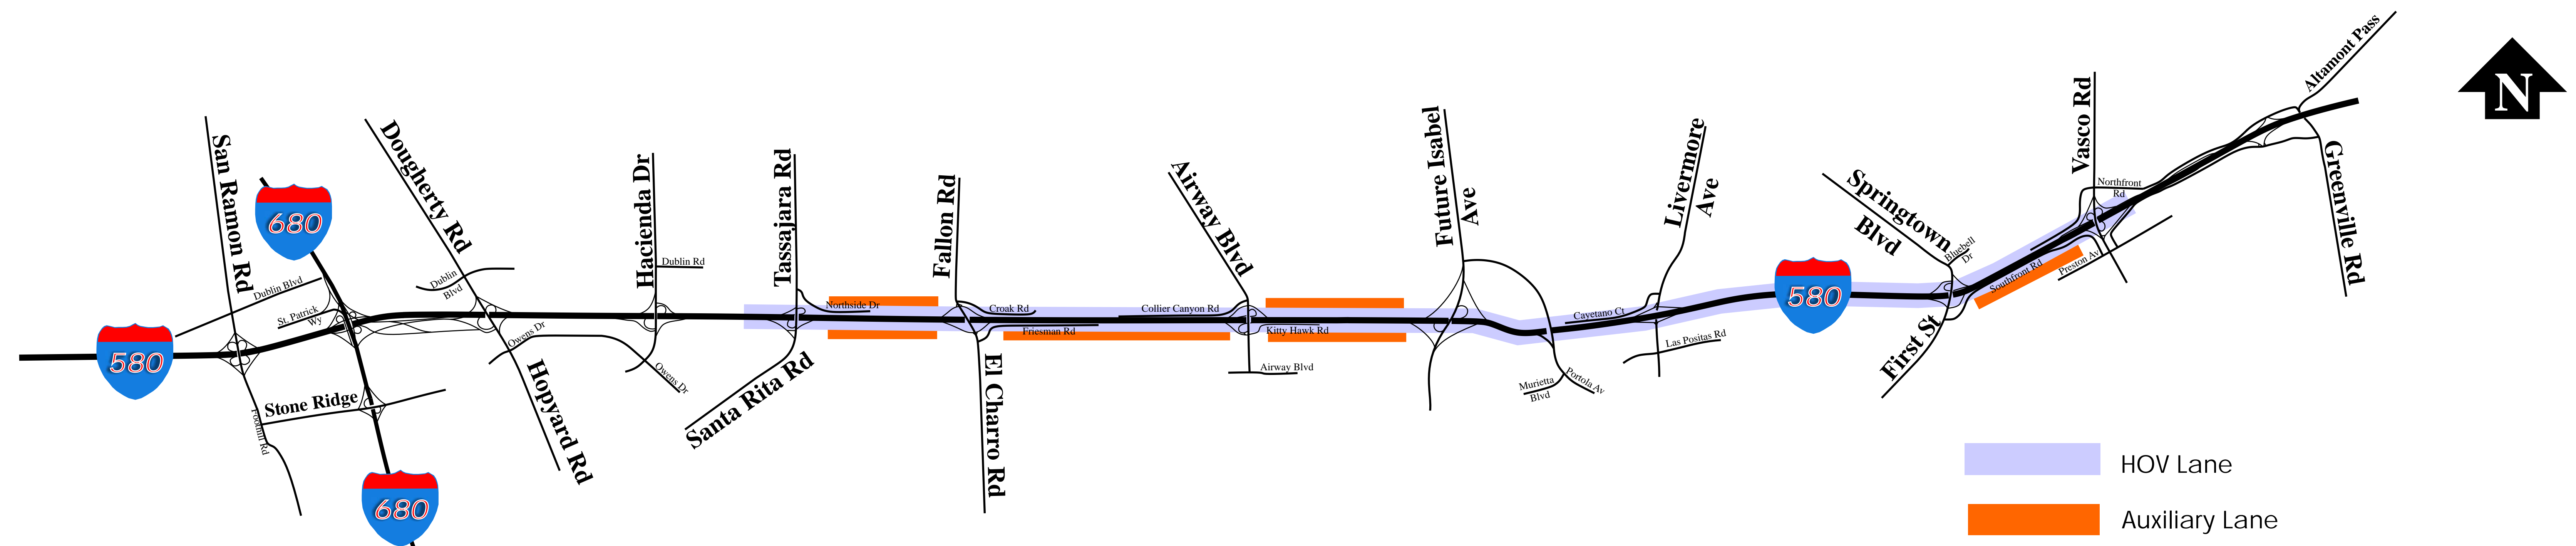 Altamont Pass
N
San Ramon Rd
680
Dougherty Rd
Hacienda Dr
Tassajara Rd
Fallon Rd
Airway Blvd
Future Isabel
Ave
Livermore
Ave
Springtown
Blvd
Bluebell
Dr
Vasco Rd
Northfront
Rd
Greenville Rd
Dublin Blvd
St. Patrick
Wy
Dublin
Blvd
Dublin Rd
Northside Dr
Croak Rd
Collier Canyon Rd
Cayetano Ct
580
Southfront Rd
Preston Av
580
Owens Dr
Owens Dr
Friesman Rd
Kitty Hawk Rd
Las Positas Rd
First St
Stone Ridge
Foothill Rd
Hopyard Rd
Santa Rita Rd
El Charro Rd
Airway Blvd
Murietta
Blvd
Portola Av
680
HOV Lane
Auxiliary Lane